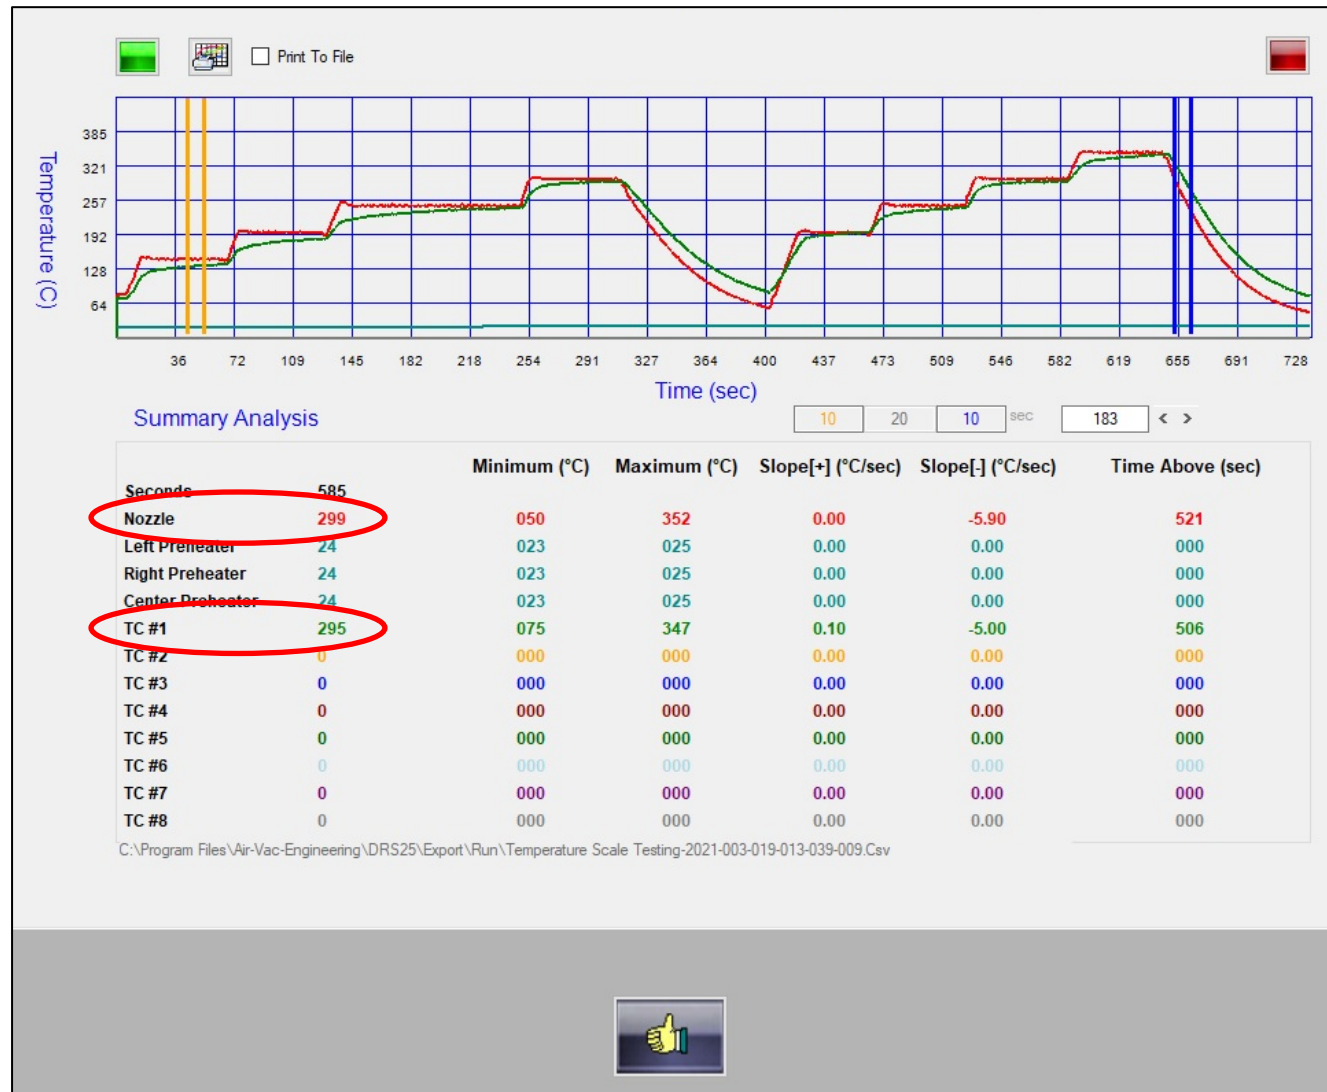 Print To File
385
321
257
192
128
64
Temperature (C)
36 72 109 145 182 218 254 291 327 364 400 437 473 509 546 582 619 655 691 728
Time (sec)
Summary Analysis 10 20 10 sec 183 < >
Minimum (°C) Maximum (°C) Slope[+] (°C/sec) Slope[-] (°C/sec) Time Above (sec)
Seconds 585
Nozzle 299 050 352 0.00 -5.90 521
Left Preheater 24 023 025 0.00 0.00 000
Right Preheater 24 023 025 0.00 0.00 000
Center Preheater 24 023 025 0.00 0.00 000
TC #1 295 075 347 0.10 -5.00 506
TC #2 0 000 000 0.00 0.00 000
TC #3 0 000 000 0.00 0.00 000
TC #4 0 000 000 0.00 0.00 000
TC #5 0 000 000 0.00 0.00 000
TC #6 0 000 000 0.00 0.00 000
TC #7 0 000 000 0.00 0.00 000
TC #8 0 000 000 0.00 0.00 000
C:\Program Files\Air-Vac-Engineering\DRS25\Export\Run\Temperature Scale Testing-2021-003-019-013-039-009.Csv